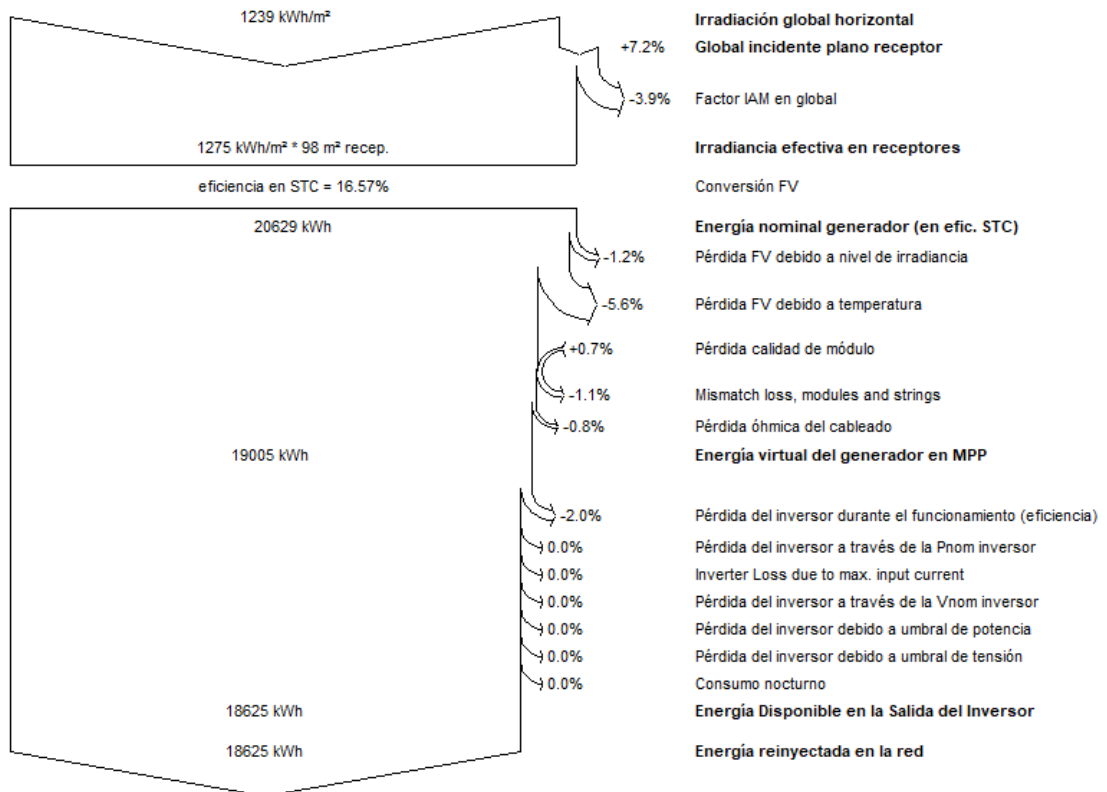 1239 kWh/m² Irradiación global horizontal
+7.2% Global incidente plano receptor
-3.9% Factor IAM en global
1275 kWh/m² * 98 m² recep. Irradiancia efectiva en receptores
eficiencia en STC = 16.57% Conversión FV
20629 kWh Energía nominal generador (en efic. STC)
-1.2% Pérdida FV debido a nivel de irradiancia
-5.6% Pérdida FV debido a temperatura
+0.7% Pérdida calidad de módulo
-1.1% Mismatch loss, modules and strings
-0.8% Pérdida óhmica del cableado
19005 kWh Energía virtual del generador en MPP
-2.0% Pérdida del inversor durante el funcionamiento (eficiencia)
0.0% Pérdida del inversor a través de la Pnom inversor
0.0% Inverter Loss due to max. input current
0.0% Pérdida del inversor a través de la Vnom inversor
0.0% Pérdida del inversor debido a umbral de potencia
0.0% Pérdida del inversor debido a umbral de tensión
0.0% Consumo nocturno
18625 kWh Energía Disponible en la Salida del Inversor
18625 kWh Energía reinyectada en la red